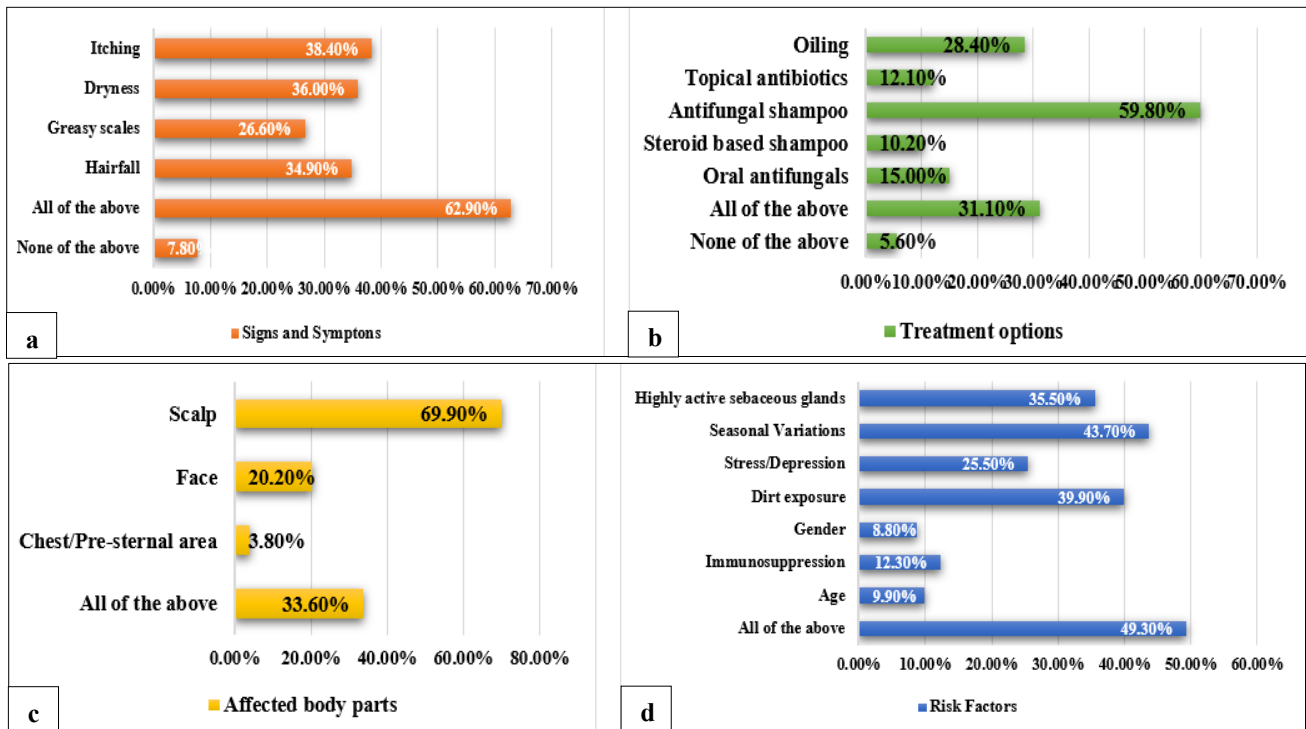 Itching
38.40%
Dryness
36.00%
Greasy scales
26.60%
Hairfall
34.90%
All of the above
62.90%
None of the above
7.80%
0.00% 10.00% 20.00% 30.00% 40.00% 50.00% 60.00% 70.00%
Signs and Symptons
a
Oiling
28.40%
Topical antibiotics
12.10%
Antifungal shampoo
59.80%
Steroid based shampoo
10.20%
Oral antifungals
15.00%
All of the above
31.10%
None of the above
5.60%
0.00% 10.00% 20.00% 30.00% 40.00% 50.00% 60.00% 70.00%
Treatment options
b
Scalp
69.90%
Face
20.20%
Chest/Pre-sternal area
3.80%
All of the above
33.60%
0.00% 20.00% 40.00% 60.00% 80.00%
Affected body parts
c
Highly active sebaceous glands
35.50%
Seasonal Variations
43.70%
Stress/Depression
25.50%
Dirt exposure
39.90%
Gender
8.80%
Immunosuppression
12.30%
Age
9.90%
All of the above
49.30%
0.00% 10.00% 20.00% 30.00% 40.00% 50.00% 60.00%
Risk Factors
d